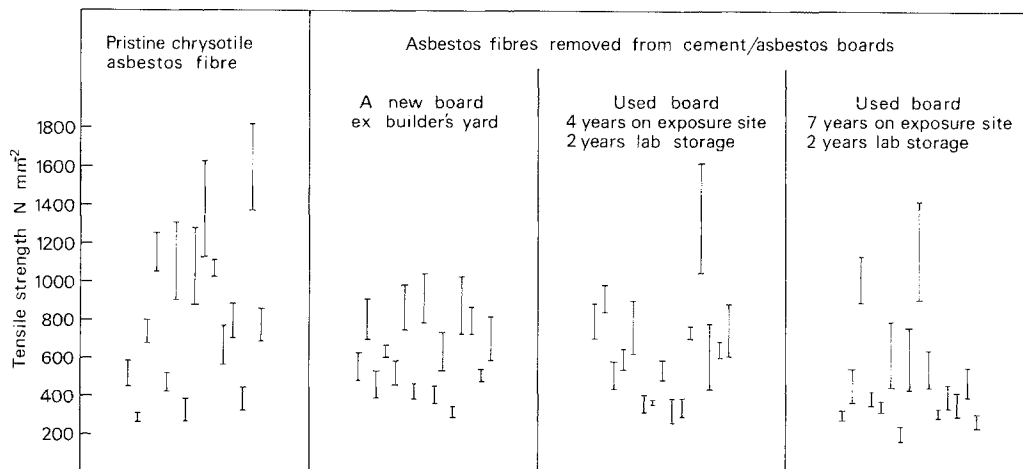 Pristine chrysotile
asbestos fibre
Asbestos fibres removed from cement/asbestos boards
A new board
ex builder's yard
Used board
4 years on exposure site
2 years lab storage
Used board
7 years on exposure site
2 years lab storage
Tensile strength N mm⁻²
1800
1600
1400
1200
1000
800
600
400
200